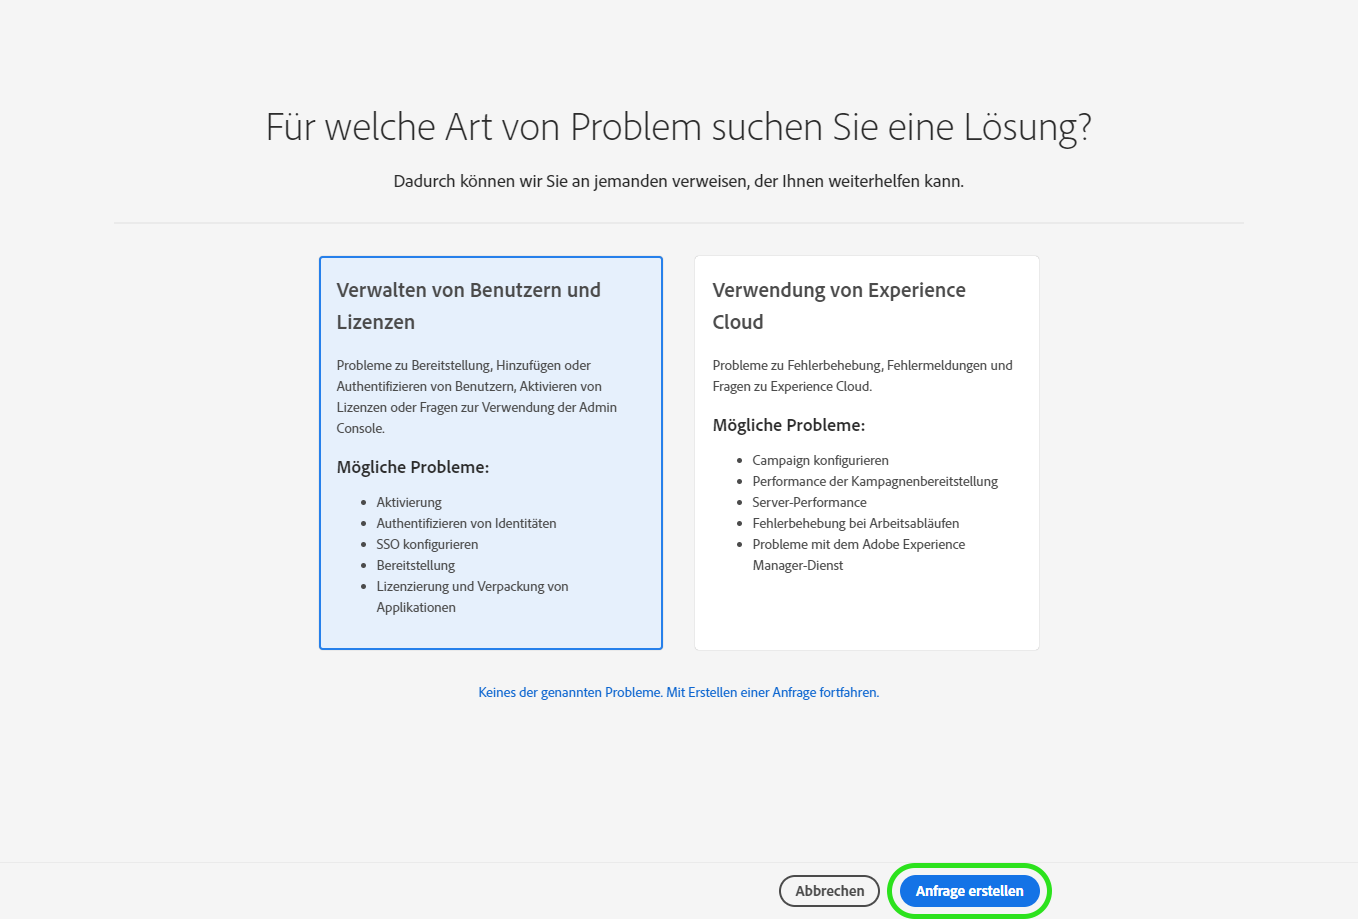 Für welche Art von Problem suchen Sie eine Lösung?
Dadurch können wir Sie an jemanden verweisen, der Ihnen weiterhelfen kann.
Verwalten von Benutzern und
Lizenzen
Probleme zu Bereitstellung, Hinzufügen oder
Authentifizieren von Benutzern, Aktivieren von
Lizenzen oder Fragen zur Verwendung der Admin
Console.
Mögliche Probleme:
• Aktivierung
• Authentifizieren von Identitäten
• SSO konfigurieren
• Bereitstellung
• Lizenzierung und Verpackung von
Applikationen
Verwendung von Experience
Cloud
Probleme zu Fehlerbehebung, Fehlermeldungen und
Fragen zu Experience Cloud.
Mögliche Probleme:
• Campaign konfigurieren
• Performance der Kampagnenbereitstellung
• Server-Performance
• Fehlerbehebung bei Arbeitsabläufen
• Probleme mit dem Adobe Experience
Manager-Dienst
Keines der genannten Probleme. Mit Erstellen einer Anfrage fortfahren.
Abbrechen
Anfrage erstellen